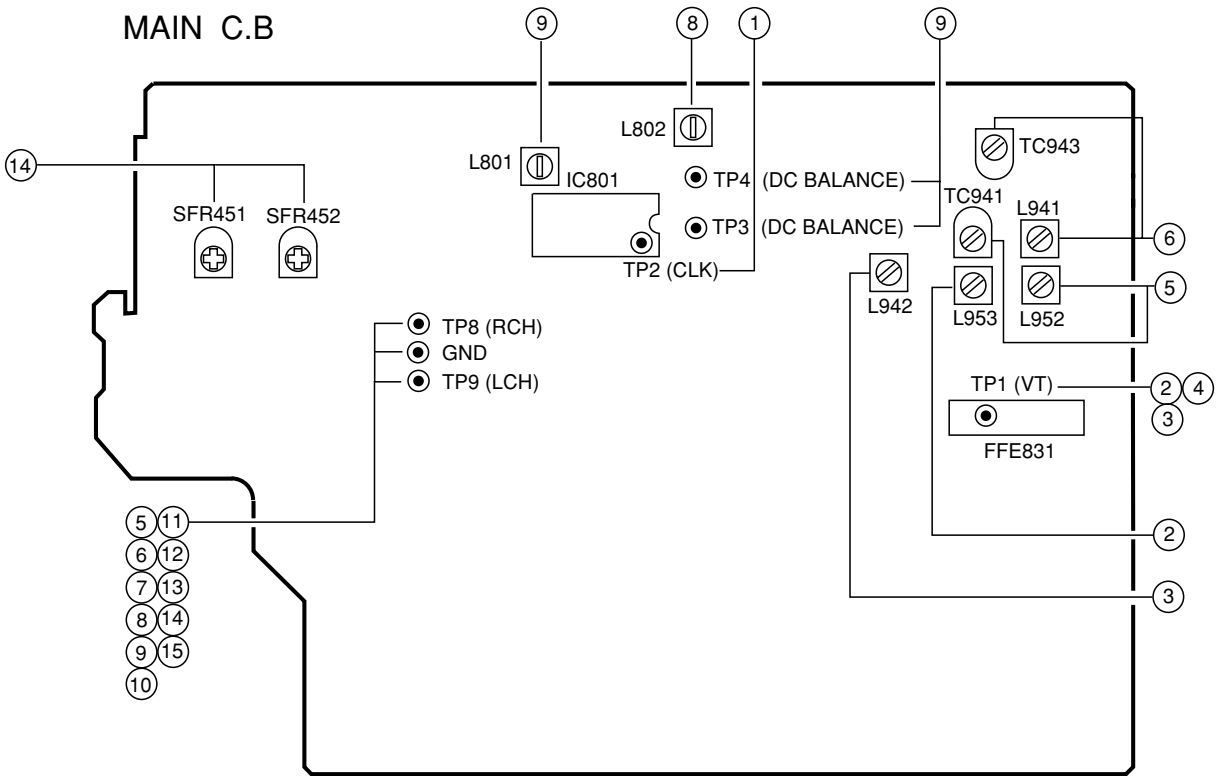 MAIN C.B
9
8
1
9
L802
TC943
L801
IC801
14
TP4 (DC BALANCE)
TC941
L941
SFR451
SFR452
TP3 (DC BALANCE)
6
TP2 (CLK)
5
L942
L953
L952
TP8 (RCH)
GND
TP9 (LCH)
TP1 (VT)
2 4
3
FFE831
5 11
2
6 12
7 13
3
8 14
9 15
10